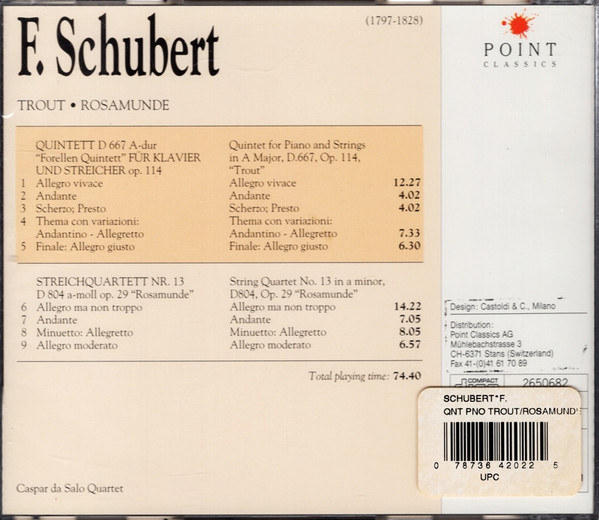 F. Schubert
(1797-1828)
POINT
CLASSICS
TROUT • ROSAMUNDE
QUINTETT D 667 A-dur
"Forellen Quintett" FÜR KLAVIER
UND STREICHER op. 114
1 Allegro vivace
2 Andante
3 Scherzo; Presto
4 Thema con variazioni:
Andantino - Allegretto
5 Finale: Allegro giusto
Quintet for Piano and Strings
in A Major, D.667, Op. 114,
"Trout"
Allegro vivace 12.27
Andante 4.02
Scherzo; Presto 4.02
Thema con variazioni:
Andantino - Allegretto 7.33
Finale: Allegro giusto 6.30
STREICHQUARTETT NR. 13
D 804 a-moll op. 29 "Rosamunde"
6 Allegro ma non troppo
7 Andante
8 Minuetto: Allegretto
9 Allegro moderato
String Quartet No. 13 in a minor,
D804, Op. 29 "Rosamunde"
Allegro ma non troppo 14.22
Andante 7.05
Minuetto: Allegretto 8.05
Allegro moderato 6.57
Total playing time: 74.40
Caspar da Salo Quartet
Design: Castoldi & C., Milano
Distribution:
Point Classics AG
Mühlebachstrasse 3
CH-6371 Stans (Switzerland)
Fax 41-(0)41 61 70 89
COMPACT
2650682
SCHUBERT*F.
QNT PNO TROUT/ROSAMUND
0 78736 42022 5
UPC